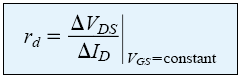 r_d = ΔV_DS / ΔI_D | V_GS=constant